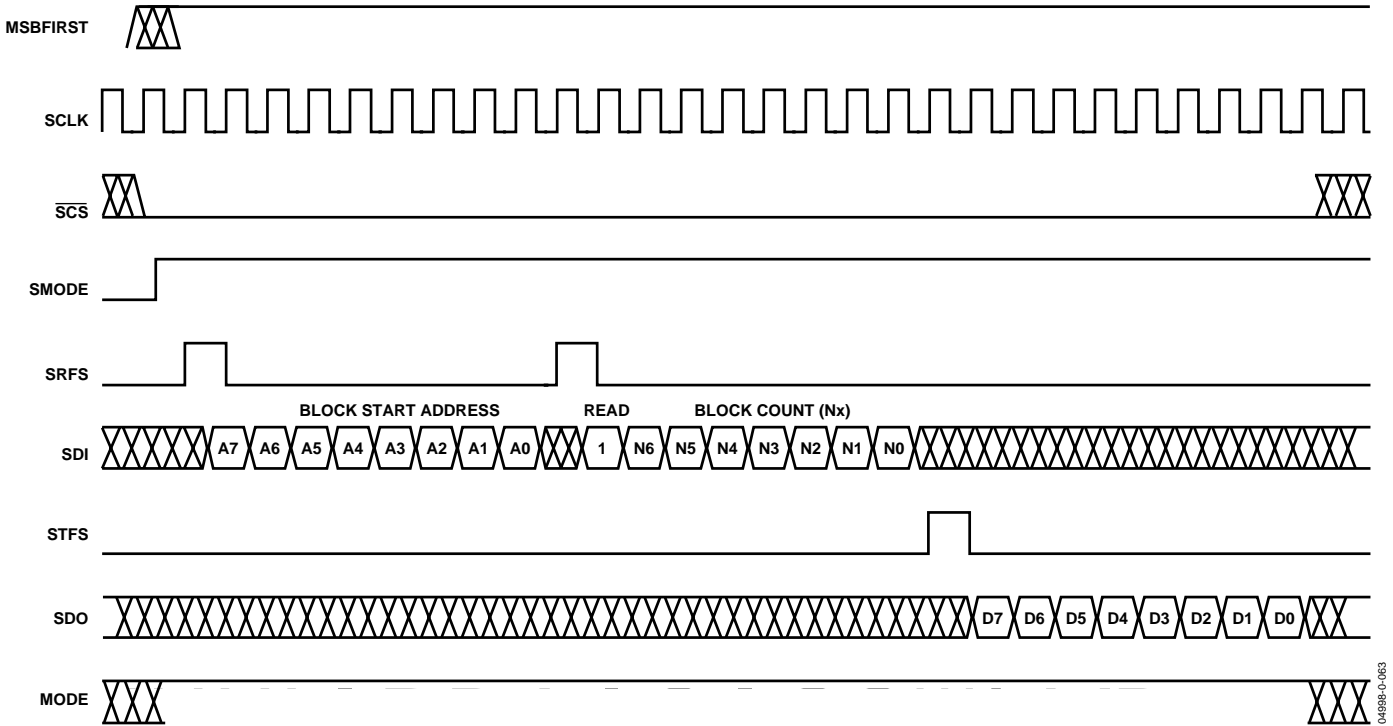 MSBFIRST
SCLK
SCS
SMODE
SRFS
BLOCK START ADDRESS READ BLOCK COUNT (Nx)
SDI A7 A6 A5 A4 A3 A2 A1 A0 1 N6 N5 N4 N3 N2 N1 N0
STFS
SDO D7 D6 D5 D4 D3 D2 D1 D0
MODE
04998-0-063